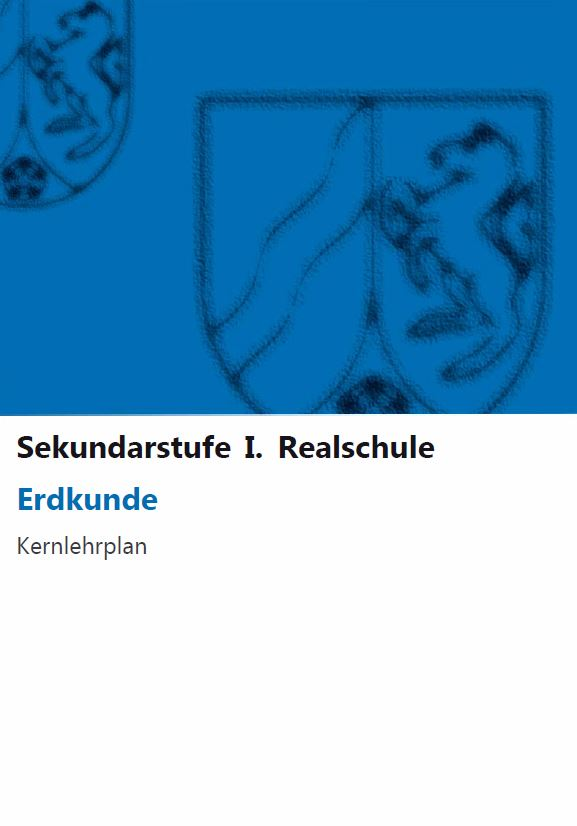 Sekundarstufe I. Realschule
Erdkunde
Kernlehrplan